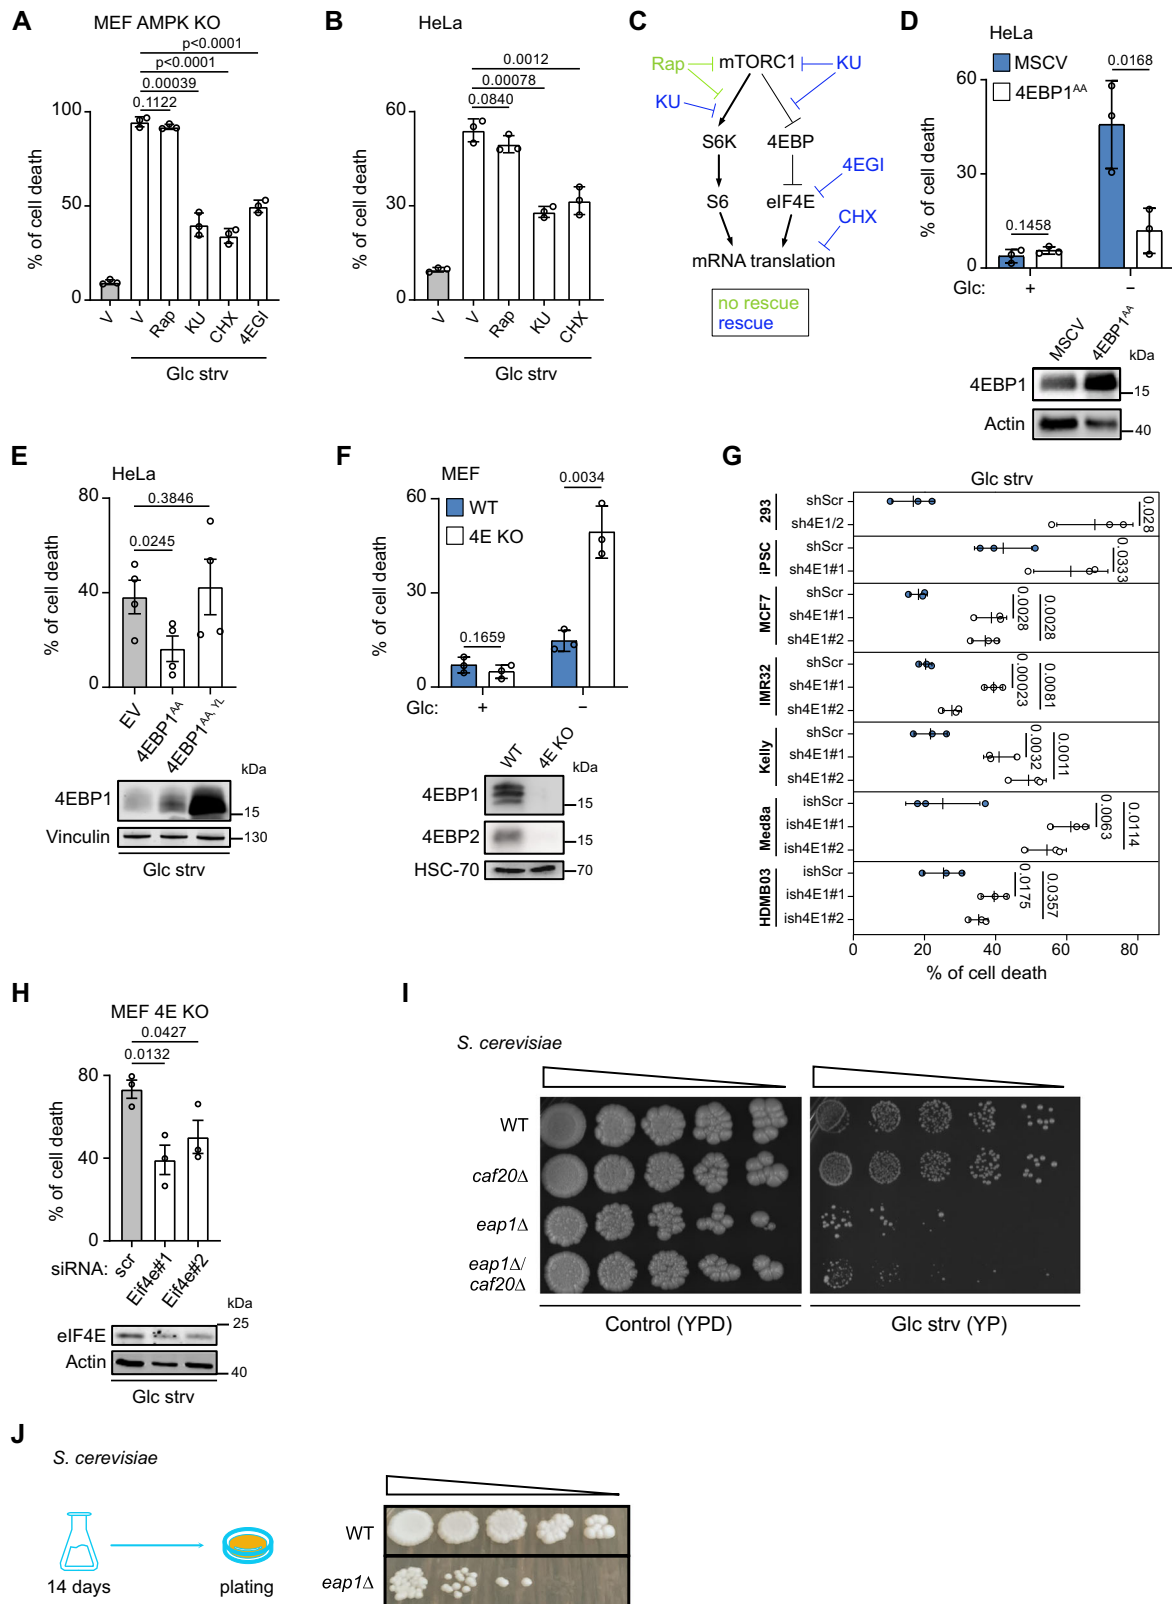 A
MEF AMPK KO
p<0.0001
p<0.0001
0.00039
0.1122
100
50
0
% of cell death
V
V
Rap
KU
CHX
4EGI
Glc strv
B
HeLa
0.0012
0.00078
0.0840
60
30
0
% of cell death
V
V
Rap
KU
CHX
Glc strv
C
Rap
mTORC1
KU
KU
S6K
4EBP
4EGI
S6
eIF4E
CHX
mRNA translation
no rescue
rescue
D
HeLa
MSCV
4EBP1AA
0.0168
0.1458
60
30
0
% of cell death
Glc:
+
−
MSCV
4EBP1AA
kDa
4EBP1
15
Actin
40
E
HeLa
0.3846
0.0245
80
40
0
% of cell death
EV
4EBP1AA
4EBP1AA, YL
kDa
4EBP1
15
Vinculin
130
Glc strv
F
MEF
WT
4E KO
0.0034
0.1659
60
30
0
% of cell death
Glc:
+
−
WT
4E KO
kDa
4EBP1
15
4EBP2
15
HSC-70
70
G
Glc strv
293
shScr
sh4E1/2
0.028
iPSC
shScr
sh4E1#1
0.0333
MCF7
shScr
sh4E1#1
sh4E1#2
0.0028
0.0028
IMR32
shScr
sh4E1#1
sh4E1#2
0.00023
0.0081
Kelly
shScr
sh4E1#1
sh4E1#2
0.0032
0.0011
Med8a
ishScr
ish4E1#1
ish4E1#2
0.0063
0.0114
HDMB03
ishScr
ish4E1#1
ish4E1#2
0.0175
0.0357
0
20
40
60
80
% of cell death
H
MEF 4E KO
0.0427
0.0132
80
40
0
% of cell death
siRNA:
scr
Eif4e#1
Eif4e#2
kDa
eIF4E
25
Actin
40
Glc strv
I
S. cerevisiae
WT
caf20Δ
eap1Δ
eap1Δ/
caf20Δ
Control (YPD)
Glc strv (YP)
J
S. cerevisiae
14 days
plating
WT
eap1Δ